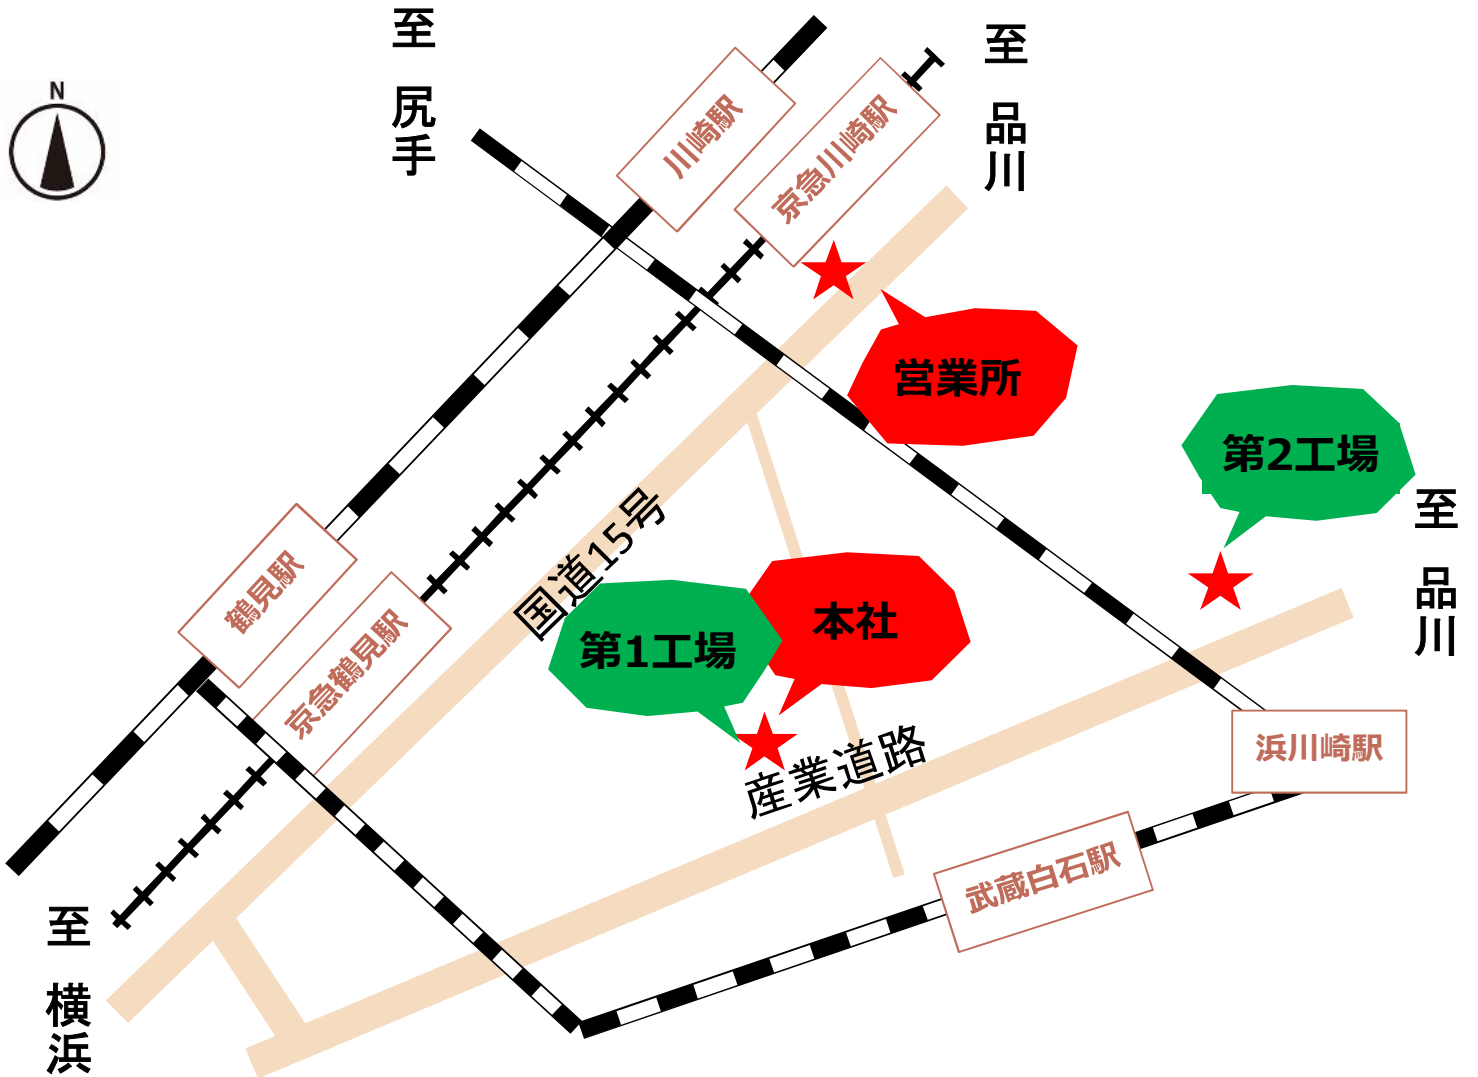 N
至 尻手
至 品川
川崎駅
京急川崎駅
営業所
第2工場
至 品川
国道15号
鶴見駅
京急鶴見駅
第1工場
本社
産業道路
浜川崎駅
武蔵白石駅
至 横浜